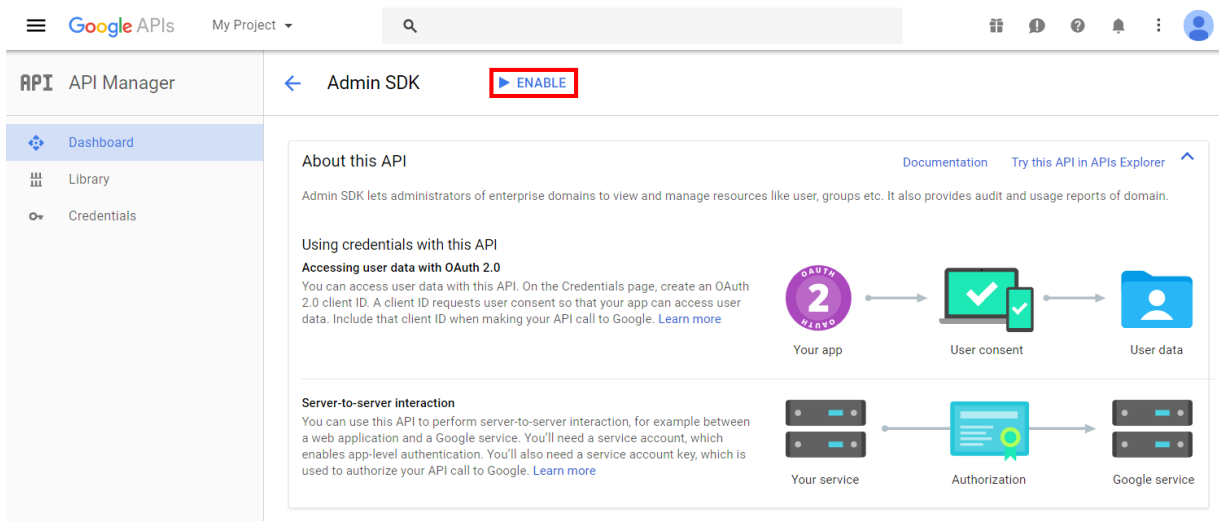 Google APIs My Project
API API Manager
Admin SDK ENABLE
Dashboard
Library
Credentials
About this API Documentation Try this API in APIs Explorer
Admin SDK lets administrators of enterprise domains to view and manage resources like user, groups etc. It also provides audit and usage reports of domain.
Using credentials with this API
Accessing user data with OAuth 2.0
You can access user data with this API. On the Credentials page, create an OAuth
2.0 client ID. A client ID requests user consent so that your app can access user
data. Include that client ID when making your API call to Google. Learn more
OAUTH
2
OAUTH
Your app User consent User data
Server-to-server interaction
You can use this API to perform server-to-server interaction, for example between
a web application and a Google service. You'll need a service account, which
enables app-level authentication. You'll also need a service account key, which is
used to authorize your API call to Google. Learn more
Your service Authorization Google service